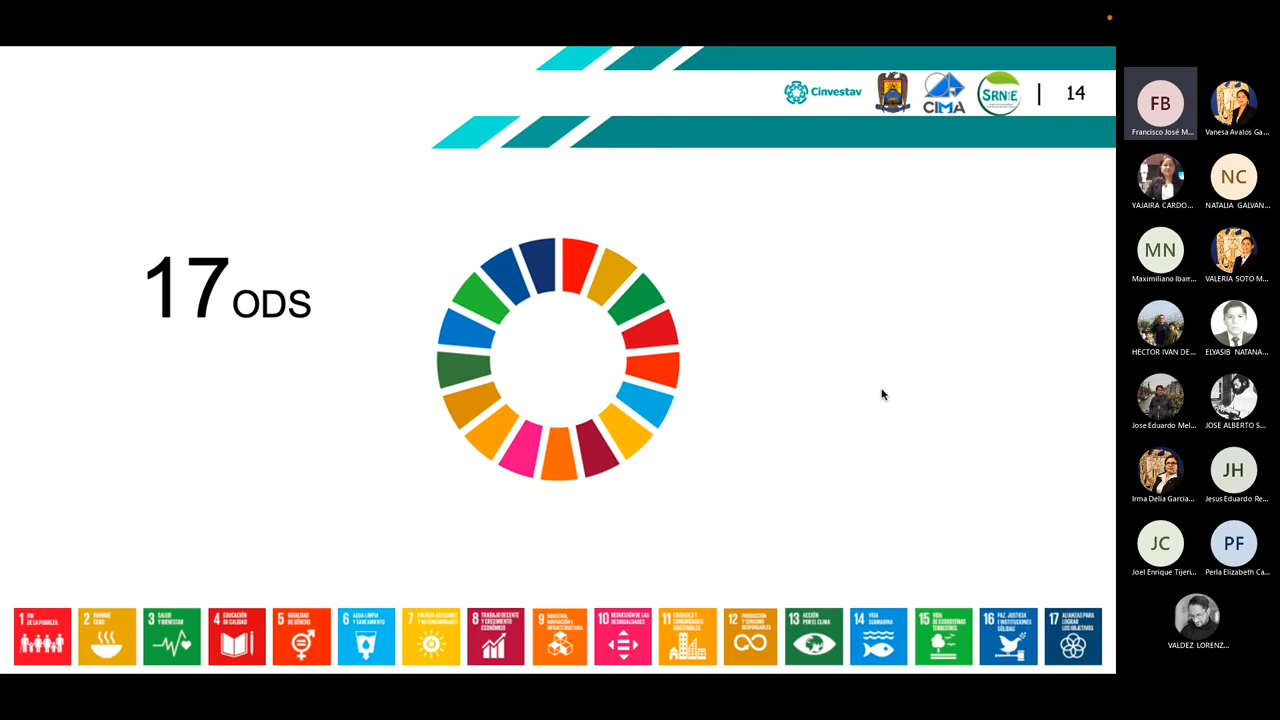 Cinvestav
CIMA
SRNyE
14
17 ODS
1 FIN
DE LA POBREZA
2 HAMBRE
CERO
3 SALUD
Y BIENESTAR
4 EDUCACIÓN
DE CALIDAD
5 IGUALDAD
DE GÉNERO
6 AGUA LIMPIA
Y SANEAMIENTO
7 ENERGÍA ASEQUIBLE
Y NO CONTAMINANTE
8 TRABAJO DECENTE
Y CRECIMIENTO
ECONÓMICO
9 INDUSTRIA,
INNOVACIÓN E
INFRAESTRUCTURA
10 REDUCCIÓN DE LAS
DESIGUALDADES
11 CIUDADES Y
COMUNIDADES
SOSTENIBLES
12 PRODUCCIÓN
Y CONSUMO
RESPONSABLES
13 ACCIÓN
POR EL CLIMA
14 VIDA
SUBMARINA
15 VIDA
DE ECOSISTEMAS
TERRESTRES
16 PAZ, JUSTICIA
E INSTITUCIONES
SÓLIDAS
17 ALIANZAS PARA
LOGRAR
LOS OBJETIVOS
FB
Francisco José M...
Vanesa Avalos Ga...
YAJAIRA CARDO...
NC
NATALIA GALVAN...
MN
Maximiliano Ibarr...
VALERIA SOTO M...
HECTOR IVAN DE...
ELYASIB NATANA...
Jose Eduardo Mel...
JOSE ALBERTO S...
Irma Delia Garcia...
JH
Jesus Eduardo Re...
JC
Joel Enrique Tijeri...
PF
Perla Elizabeth Ca...
VALDEZ LORENZ...